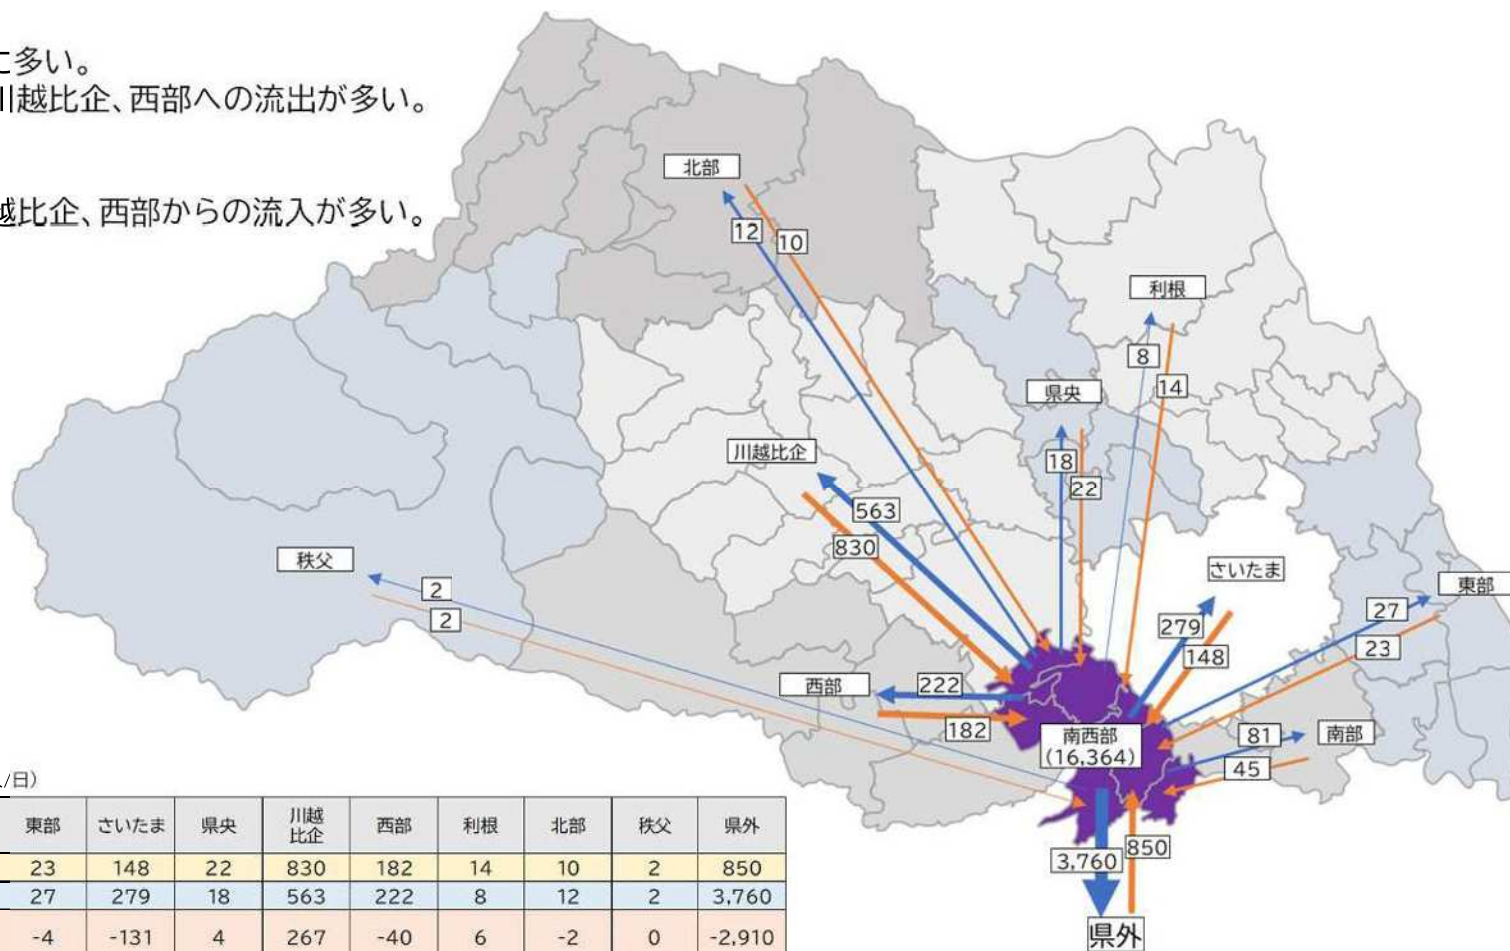 に多い。
川越比企、西部への流出が多い。
越比企、西部からの流入が多い。
北部
12
10
利根
8
14
県央
18
22
川越比企
563
830
秩父
2
2
さいたま
279
148
東部
27
23
西部
222
182
南西部
(16,364)
81
南部
45
3,760
850
県外
/日)
東部 さいたま 県央 川越比企 西部 利根 北部 秩父 県外
23 148 22 830 182 14 10 2 850
27 279 18 563 222 8 12 2 3,760
-4 -131 4 267 -40 6 -2 0 -2,910